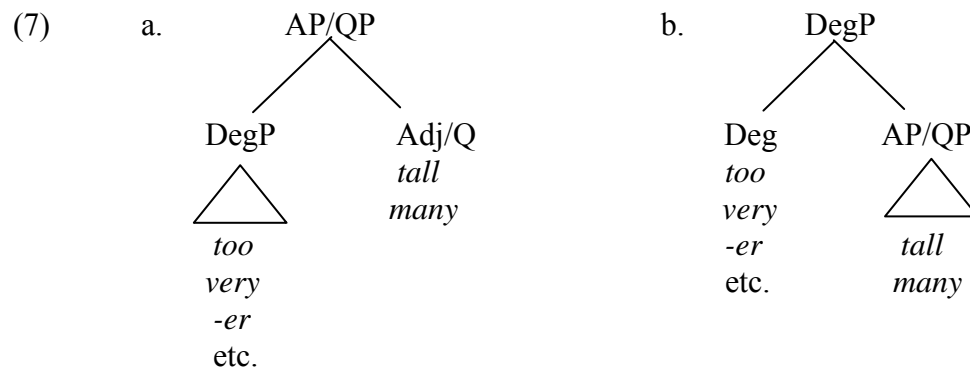 (7) a. AP/QP b. DegP
DegP Adj/Q Deg AP/QP
tall too
many very
-er
too etc. tall
very many
-er
etc.